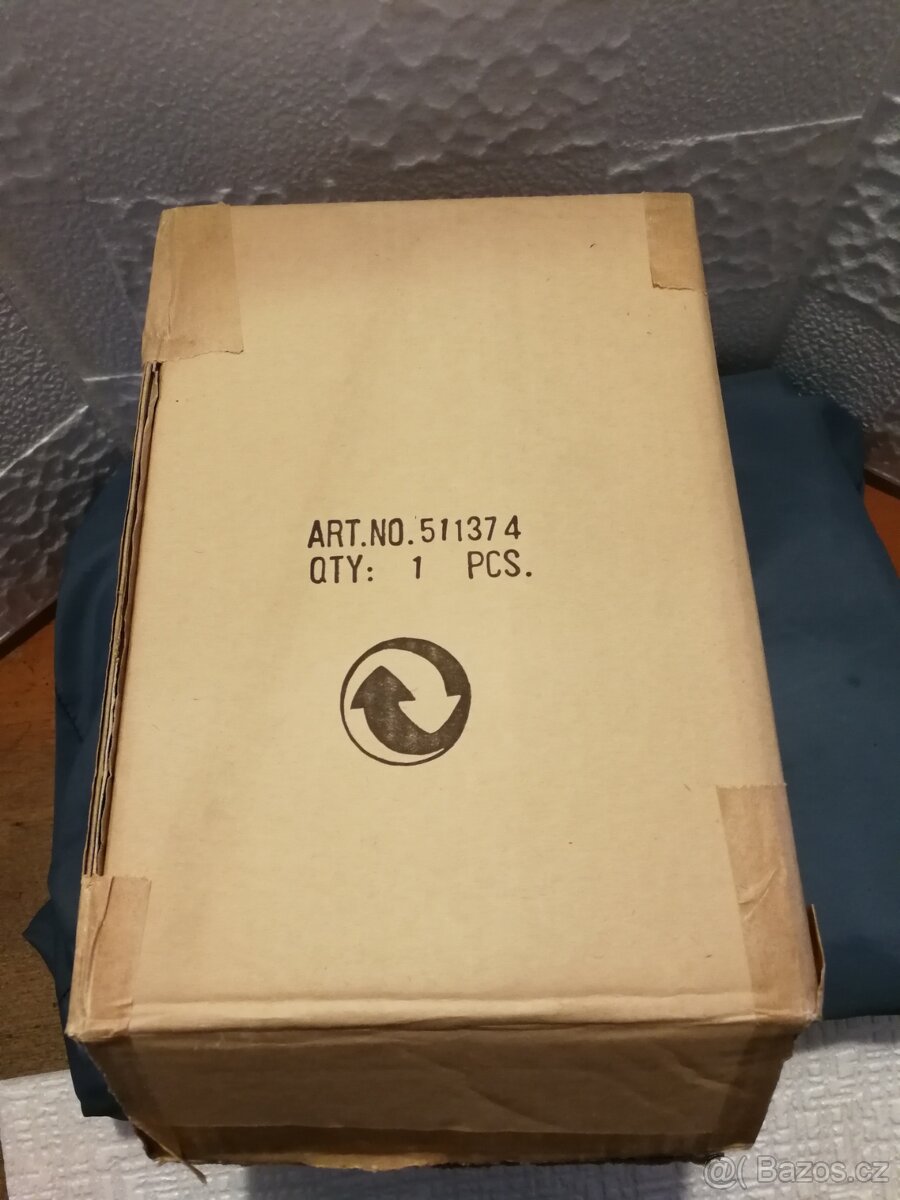 ART.NO.511374
QTY: 1 PCS.
@( Bazos.cz